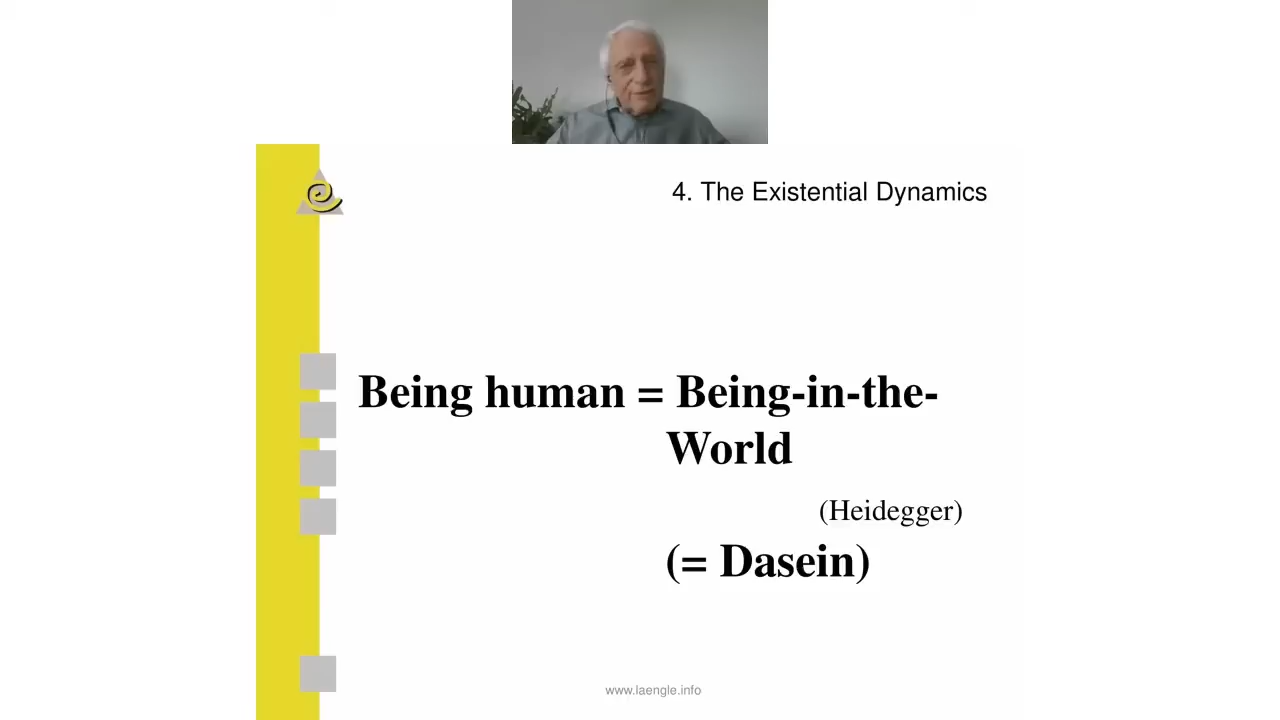 4. The Existential Dynamics
Being human = Being-in-the-
World
(Heidegger)
(= Dasein)
www.laengle.info